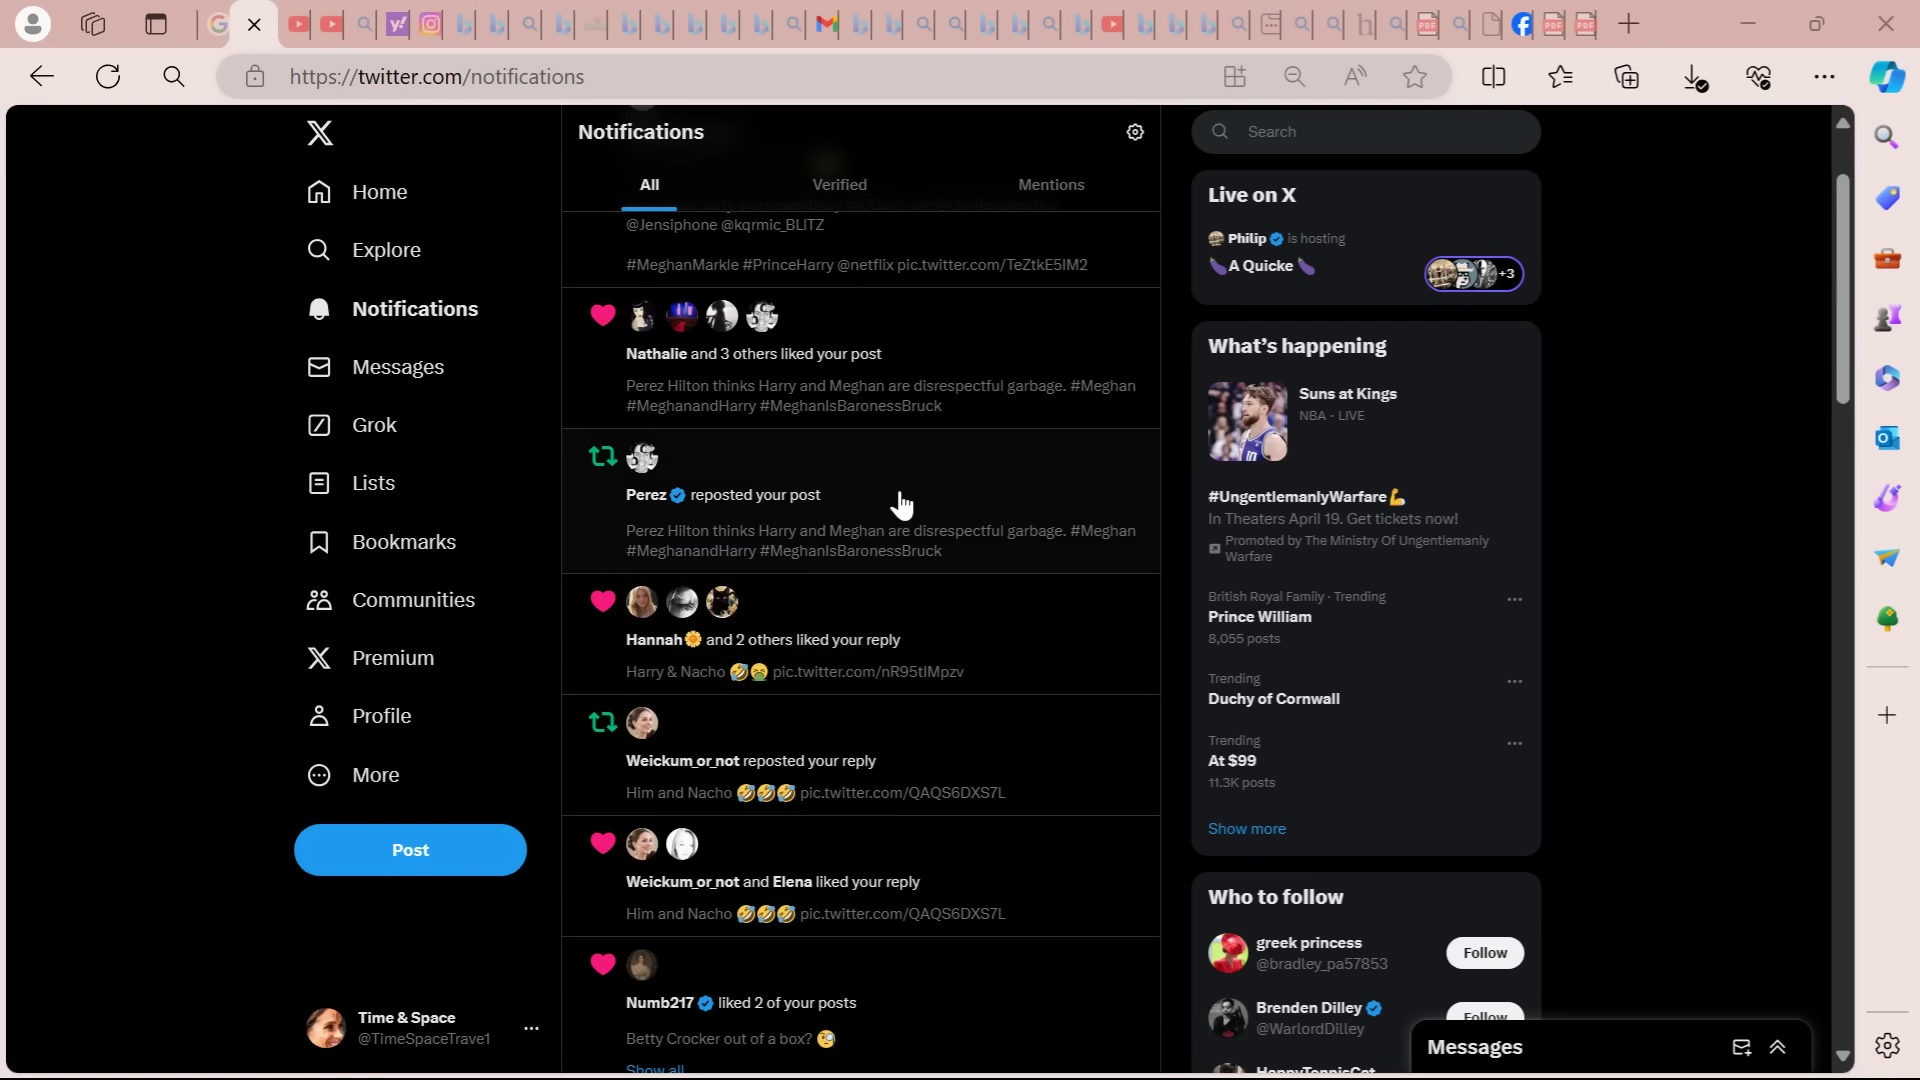 https://twitter.com/notifications
Home
Explore
Notifications
Messages
Grok
Lists
Bookmarks
Communities
Premium
Profile
More
Post
Time & Space
@TimeSpaceTrave1
Notifications
All
Verified
Mentions
@Jensiphone @kqrmic_BLITZ
#MeghanMarkle #PrinceHarry @netflix pic.twitter.com/TeZtkE5IM2
Nathalie and 3 others liked your post
Perez Hilton thinks Harry and Meghan are disrespectful garbage. #Meghan
#MeghanandHarry #MeghanIsBaronessBruck
Perez reposted your post
Perez Hilton thinks Harry and Meghan are disrespectful garbage. #Meghan
#MeghanandHarry #MeghanIsBaronessBruck
Hannah🌼 and 2 others liked your reply
Harry & Nacho 🤣🤮 pic.twitter.com/nR95tIMpzv
Weickum_or_not reposted your reply
Him and Nacho 🤣🤣🤣 pic.twitter.com/QAQS6DXS7L
Weickum_or_not and Elena liked your reply
Him and Nacho 🤣🤣🤣 pic.twitter.com/QAQS6DXS7L
Numb217 liked 2 of your posts
Betty Crocker out of a box? 🧐
Show all
Search
Live on X
Philip is hosting
🍆A Quicke 🍆
+3
What's happening
Suns at Kings
NBA · LIVE
#UngentlemanlyWarfare💪
In Theaters April 19. Get tickets now!
Promoted by The Ministry Of Ungentlemanly
Warfare
British Royal Family · Trending
Prince William
8,055 posts
Trending
Duchy of Cornwall
Trending
At $99
11.3K posts
Show more
Who to follow
greek princess
@bradley_pa57853
Follow
Brenden Dilley
@WarlordDilley
Follow
HappyTennisCat
Messages